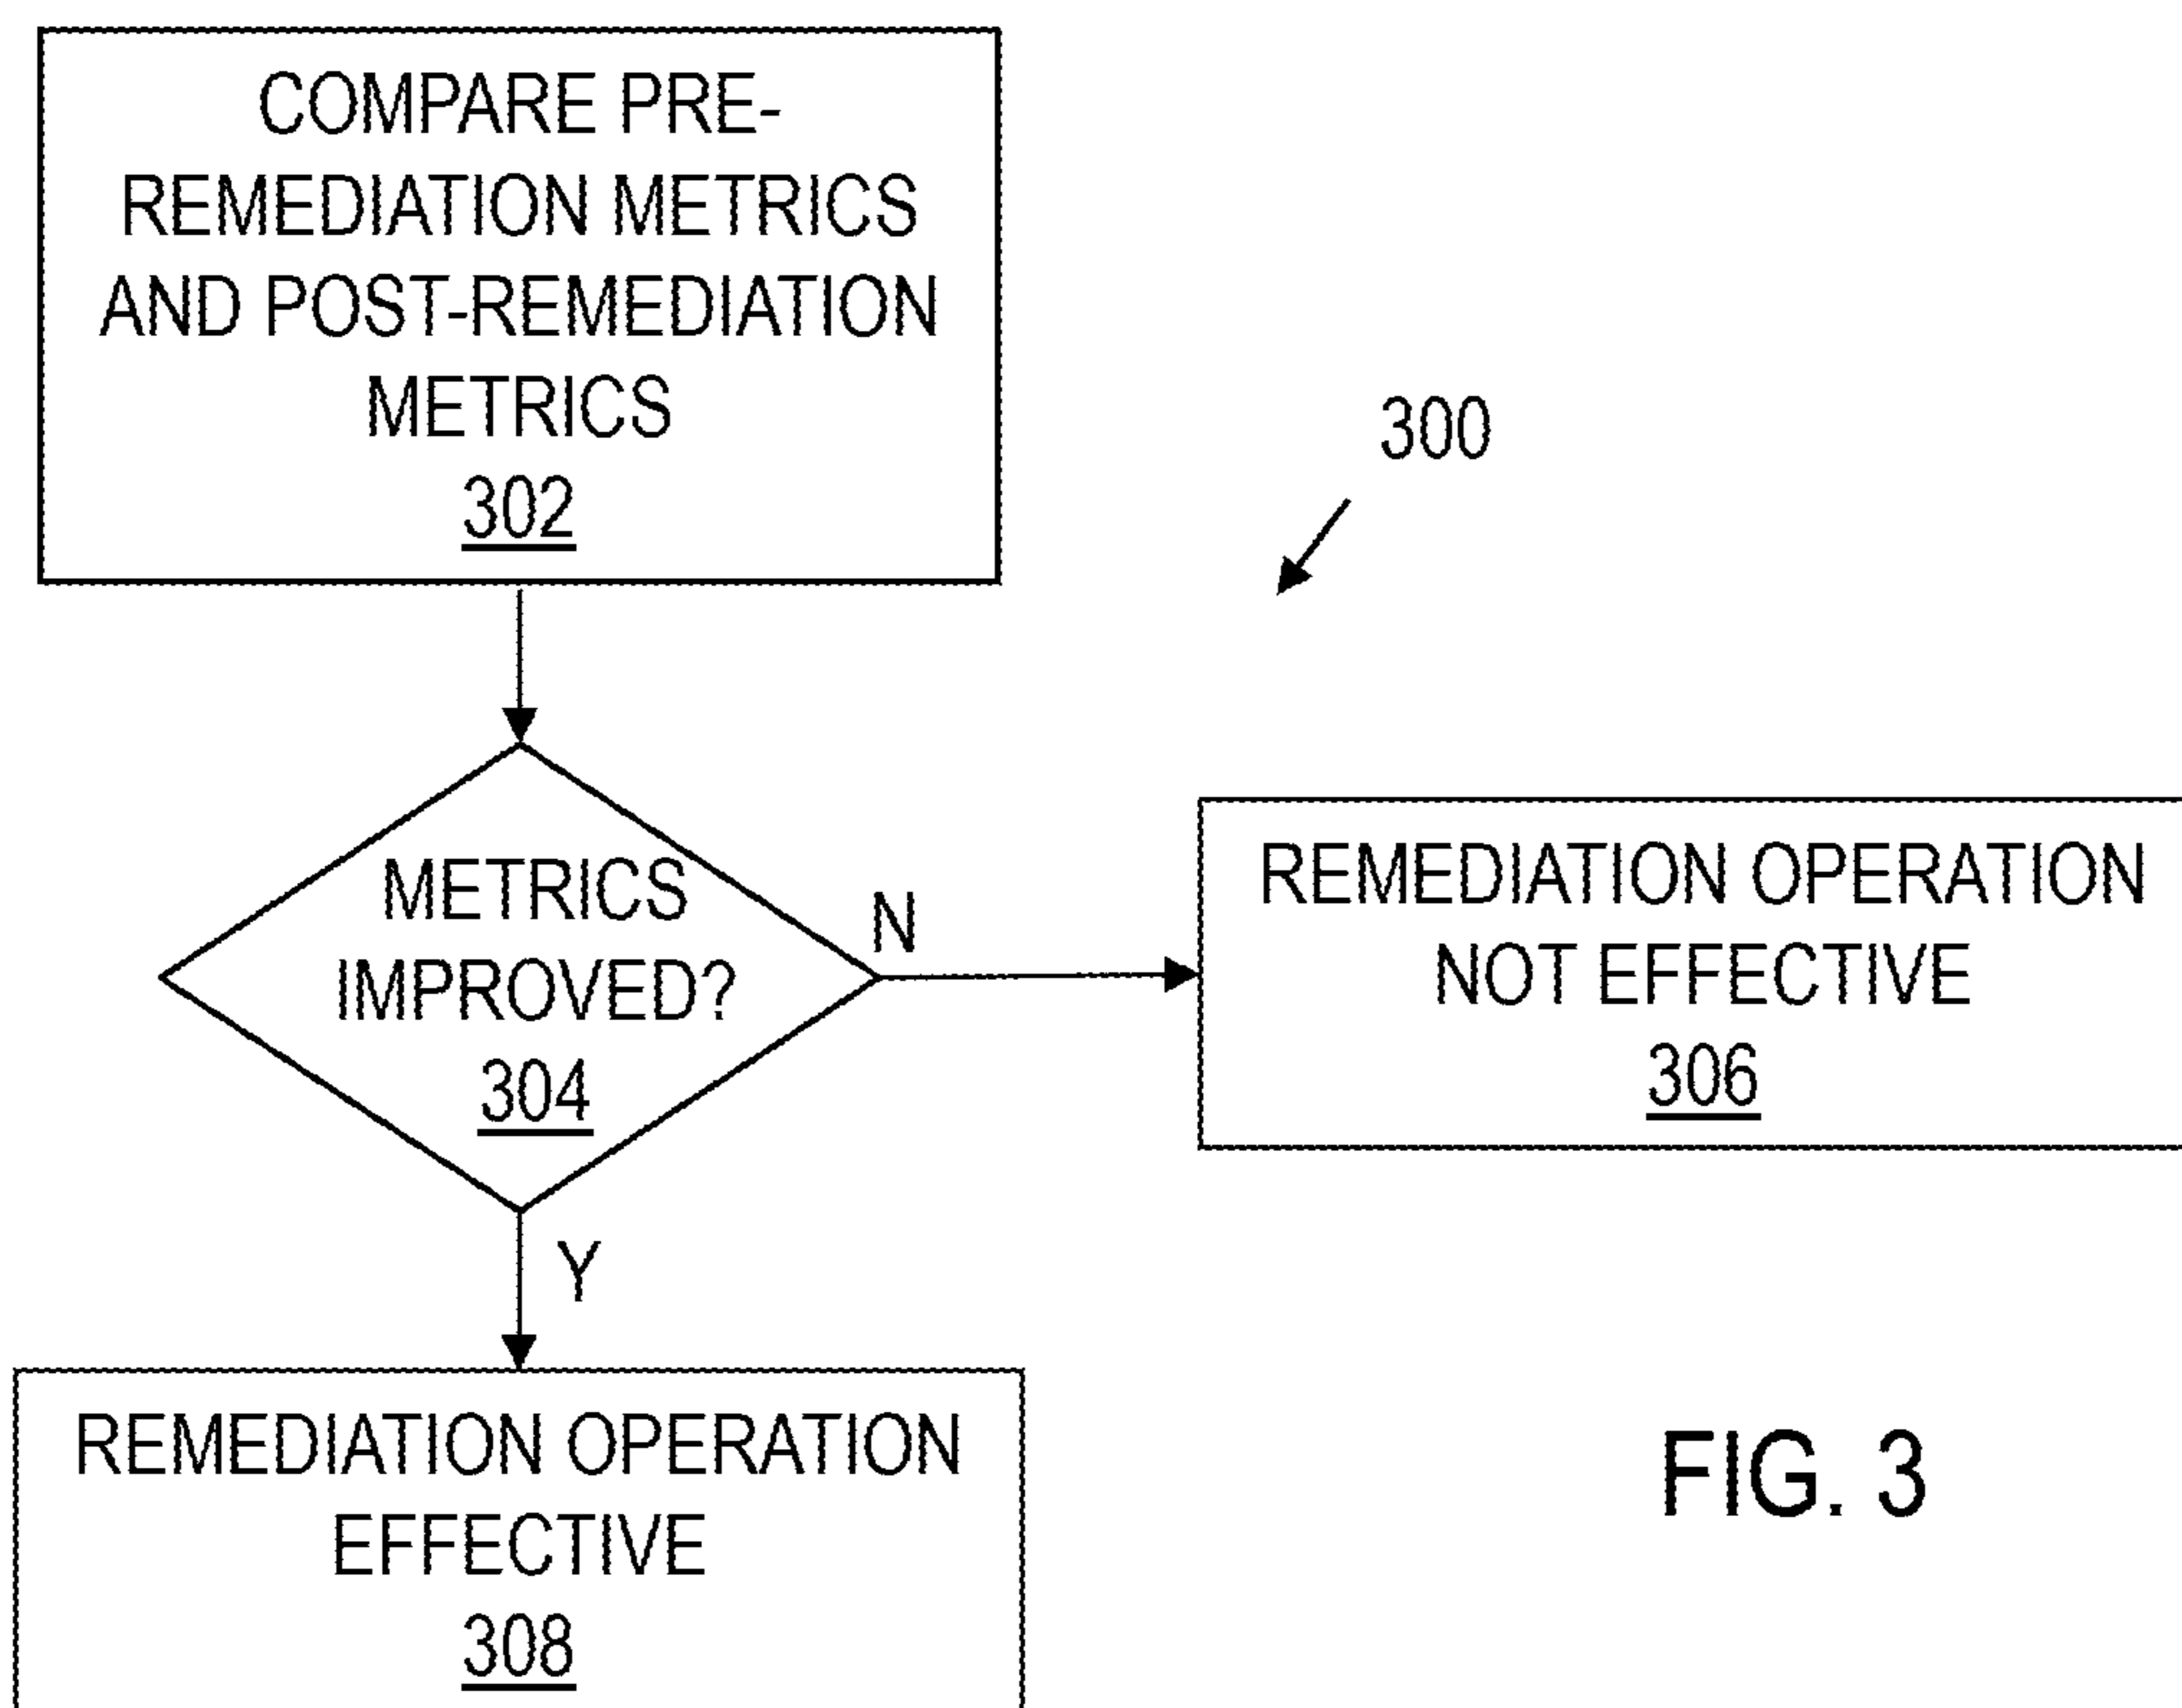 COMPARE PRE-
REMEDIATION METRICS
AND POST-REMEDIATION
METRICS
302
300
METRICS
IMPROVED?
304
N
REMEDIATION OPERATION
NOT EFFECTIVE
306
Y
REMEDIATION OPERATION
EFFECTIVE
308
FIG. 3